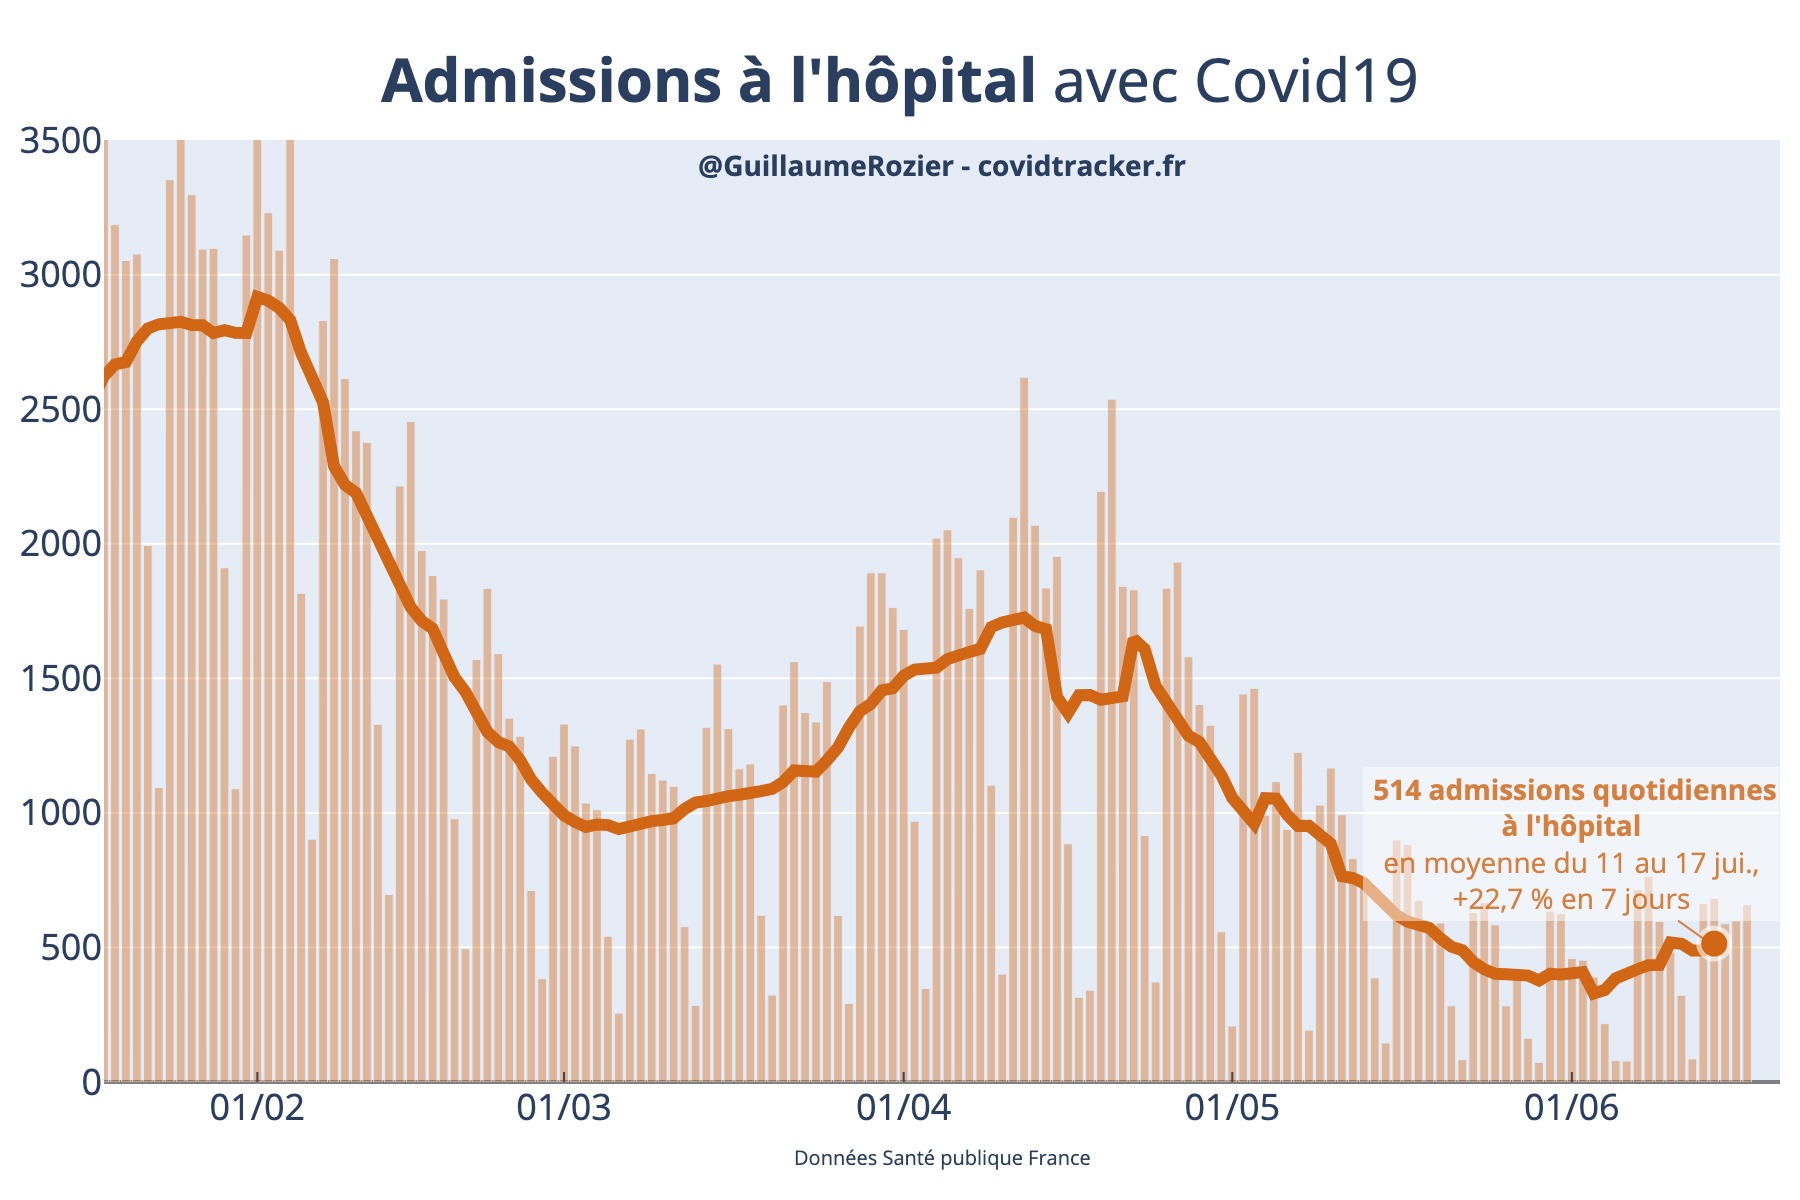 Admissions à l'hôpital avec Covid19
@GuillaumeRozier - covidtracker.fr
3500
3000
2500
2000
1500
1000
500
0
514 admissions quotidiennes
à l'hôpital
en moyenne du 11 au 17 jui.,
+22,7 % en 7 jours
01/02 01/03 01/04 01/05 01/06
Données Santé publique France